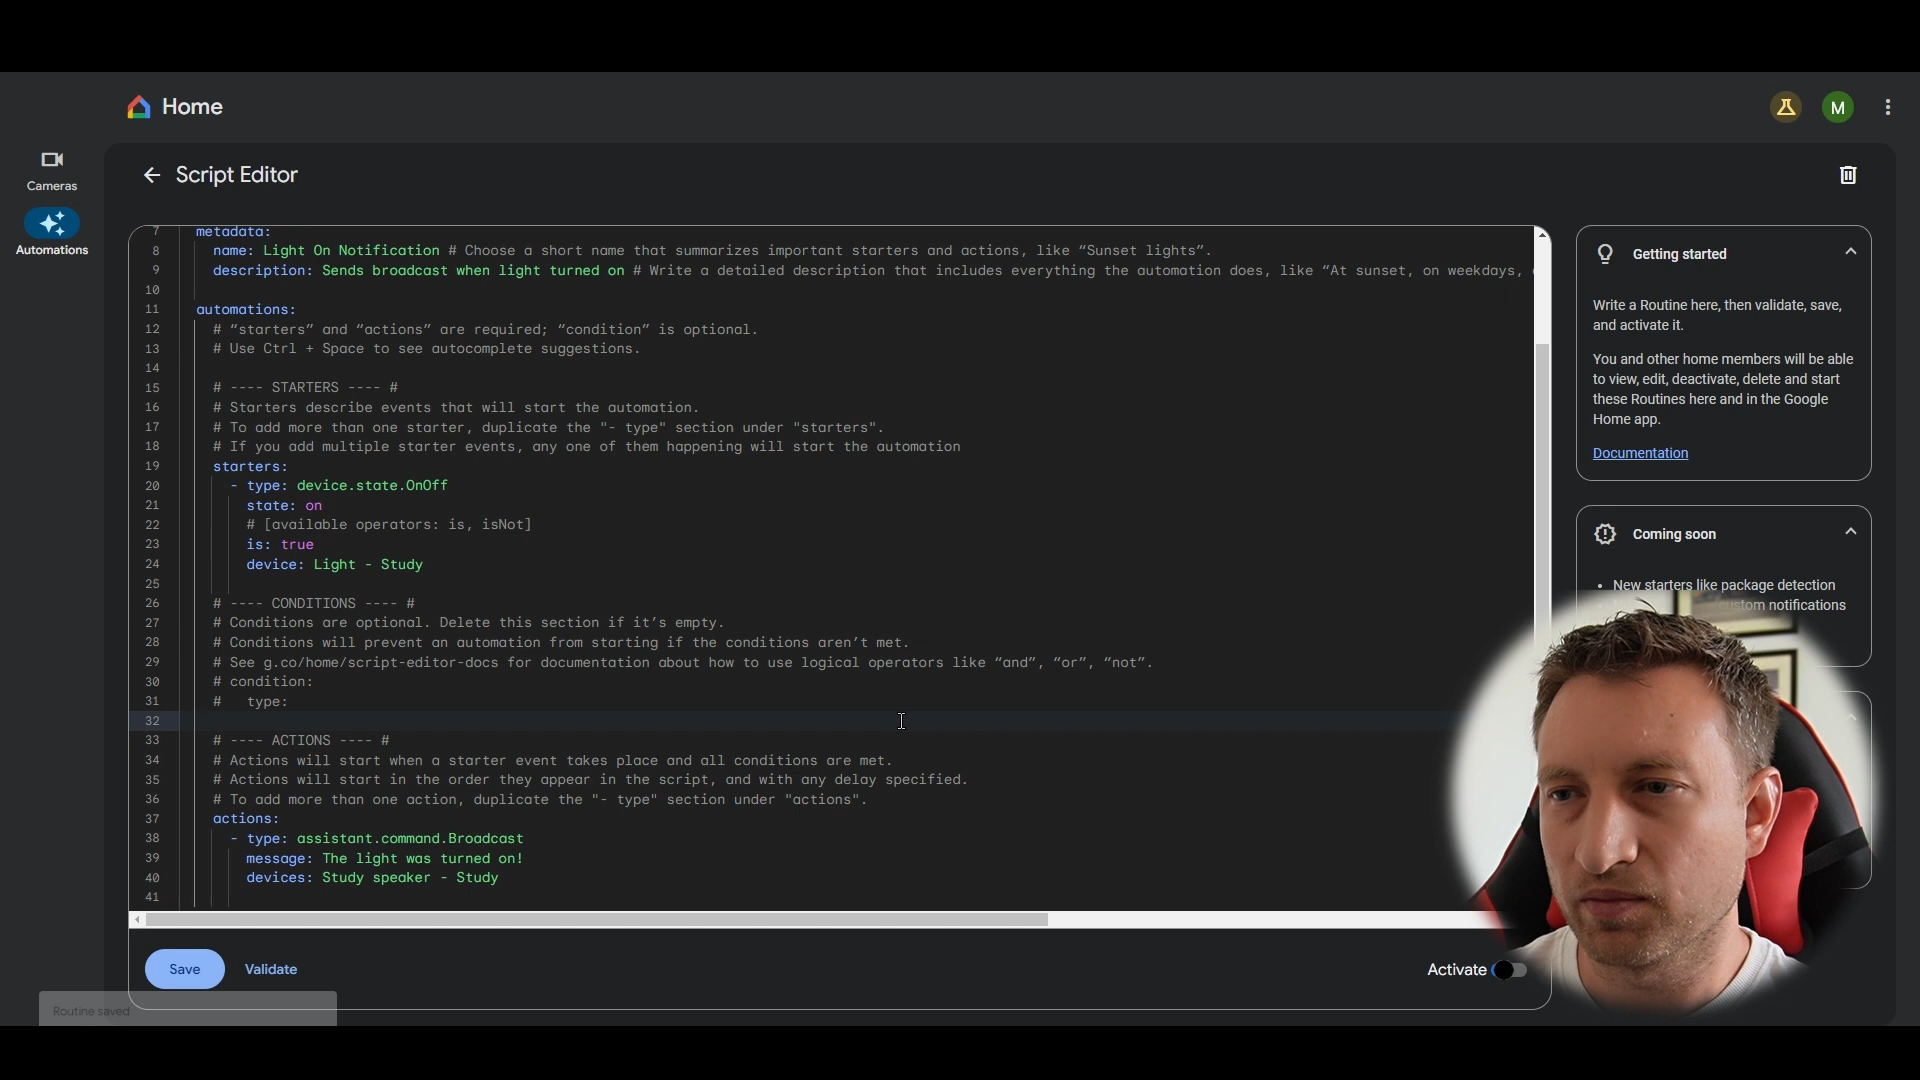 Home
M
Cameras
Automations
Script Editor
7 metadata:
8 name: Light On Notification # Choose a short name that summarizes important starters and actions, like “Sunset lights”.
9 description: Sends broadcast when light turned on # Write a detailed description that includes everything the automation does, like “At sunset, on weekdays,
10
11 automations:
12 # “starters” and “actions” are required; “condition” is optional.
13 # Use Ctrl + Space to see autocomplete suggestions.
14
15 # ---- STARTERS ---- #
16 # Starters describe events that will start the automation.
17 # To add more than one starter, duplicate the "- type" section under "starters".
18 # If you add multiple starter events, any one of them happening will start the automation
19 starters:
20 - type: device.state.OnOff
21 state: on
22 # [available operators: is, isNot]
23 is: true
24 device: Light - Study
25
26 # ---- CONDITIONS ---- #
27 # Conditions are optional. Delete this section if it’s empty.
28 # Conditions will prevent an automation from starting if the conditions aren’t met.
29 # See g.co/home/script-editor-docs for documentation about how to use logical operators like “and”, “or”, “not”.
30 # condition:
31 # type:
32
33 # ---- ACTIONS ---- #
34 # Actions will start when a starter event takes place and all conditions are met.
35 # Actions will start in the order they appear in the script, and with any delay specified.
36 # To add more than one action, duplicate the "- type" section under "actions".
37 actions:
38 - type: assistant.command.Broadcast
39 message: The light was turned on!
40 devices: Study speaker - Study
41
Save
Validate
Activate
Routine saved
Getting started
Write a Routine here, then validate, save,
and activate it.
You and other home members will be able
to view, edit, deactivate, delete and start
these Routines here and in the Google
Home app.
Documentation
Coming soon
• New starters like package detection
notifications